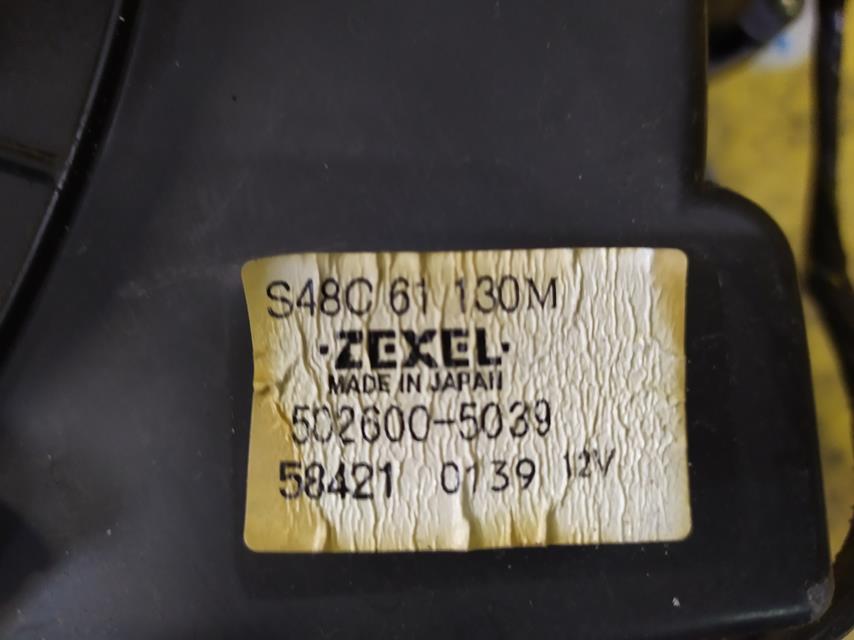 S48C 61 130M
·ZEXEL·
MADE IN JAPAN
502600-5039
58421 0139 12V